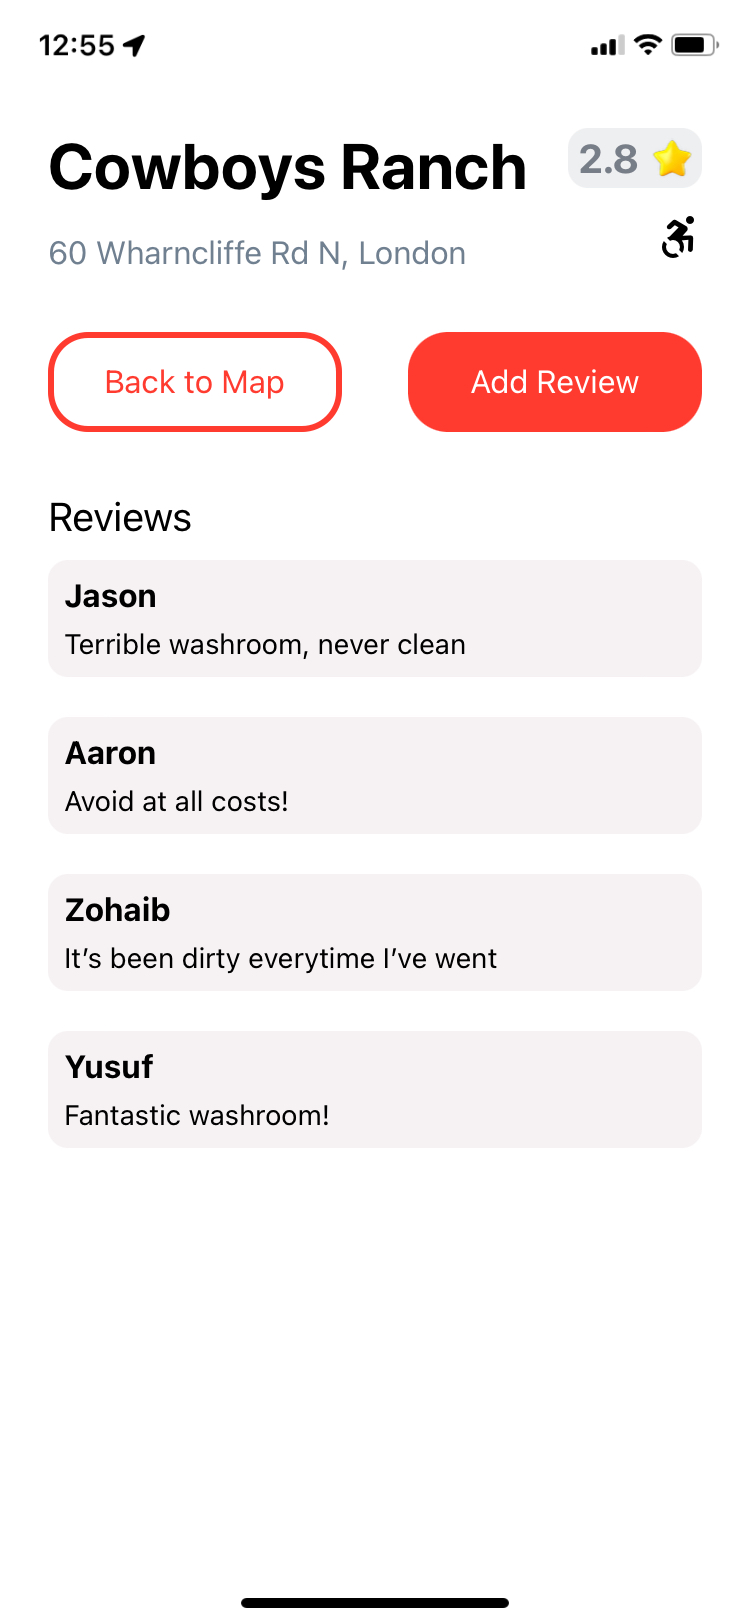 12:55
Cowboys Ranch
2.8
60 Wharncliffe Rd N, London
Back to Map
Add Review
Reviews
Jason
Terrible washroom, never clean
Aaron
Avoid at all costs!
Zohaib
It’s been dirty everytime I’ve went
Yusuf
Fantastic washroom!